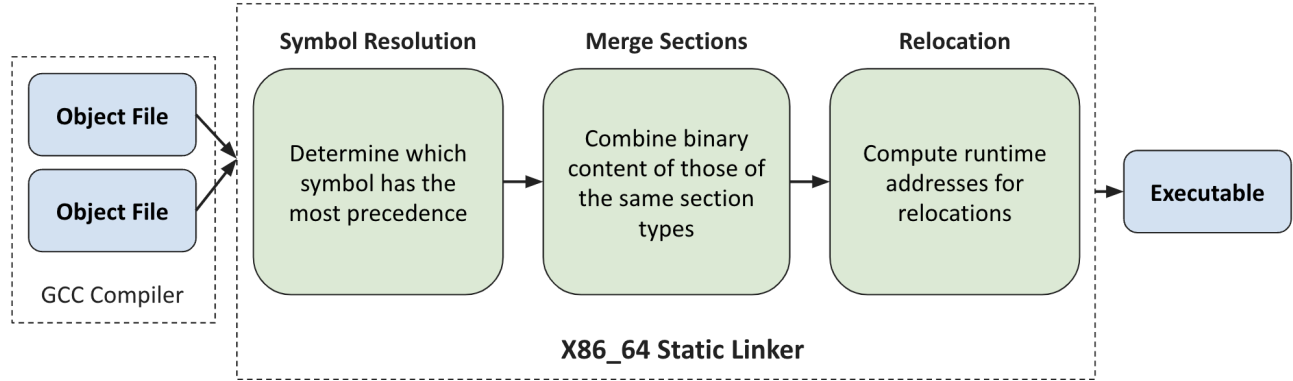 Object File
Object File
GCC Compiler
Symbol Resolution
Determine which
symbol has the
most precedence
Merge Sections
Combine binary
content of those of
the same section
types
Relocation
Compute runtime
addresses for
relocations
X86_64 Static Linker
Executable